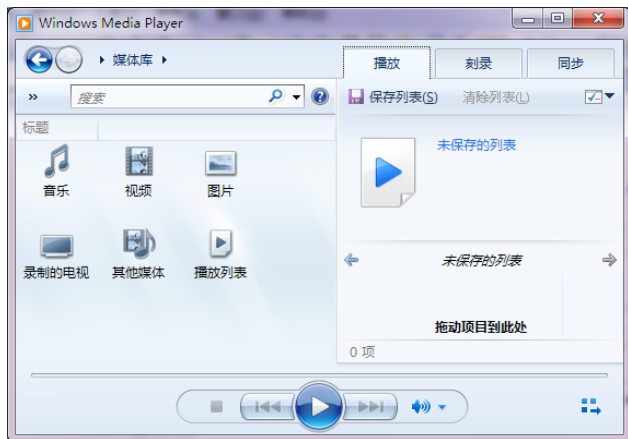 Windows Media Player
媒体库
播放
刻录
同步
»
搜索
保存列表(S)
清除列表(L)
标题
音乐
视频
图片
录制的电视
其他媒体
播放列表
未保存的列表
未保存的列表
拖动项目到此处
0 项